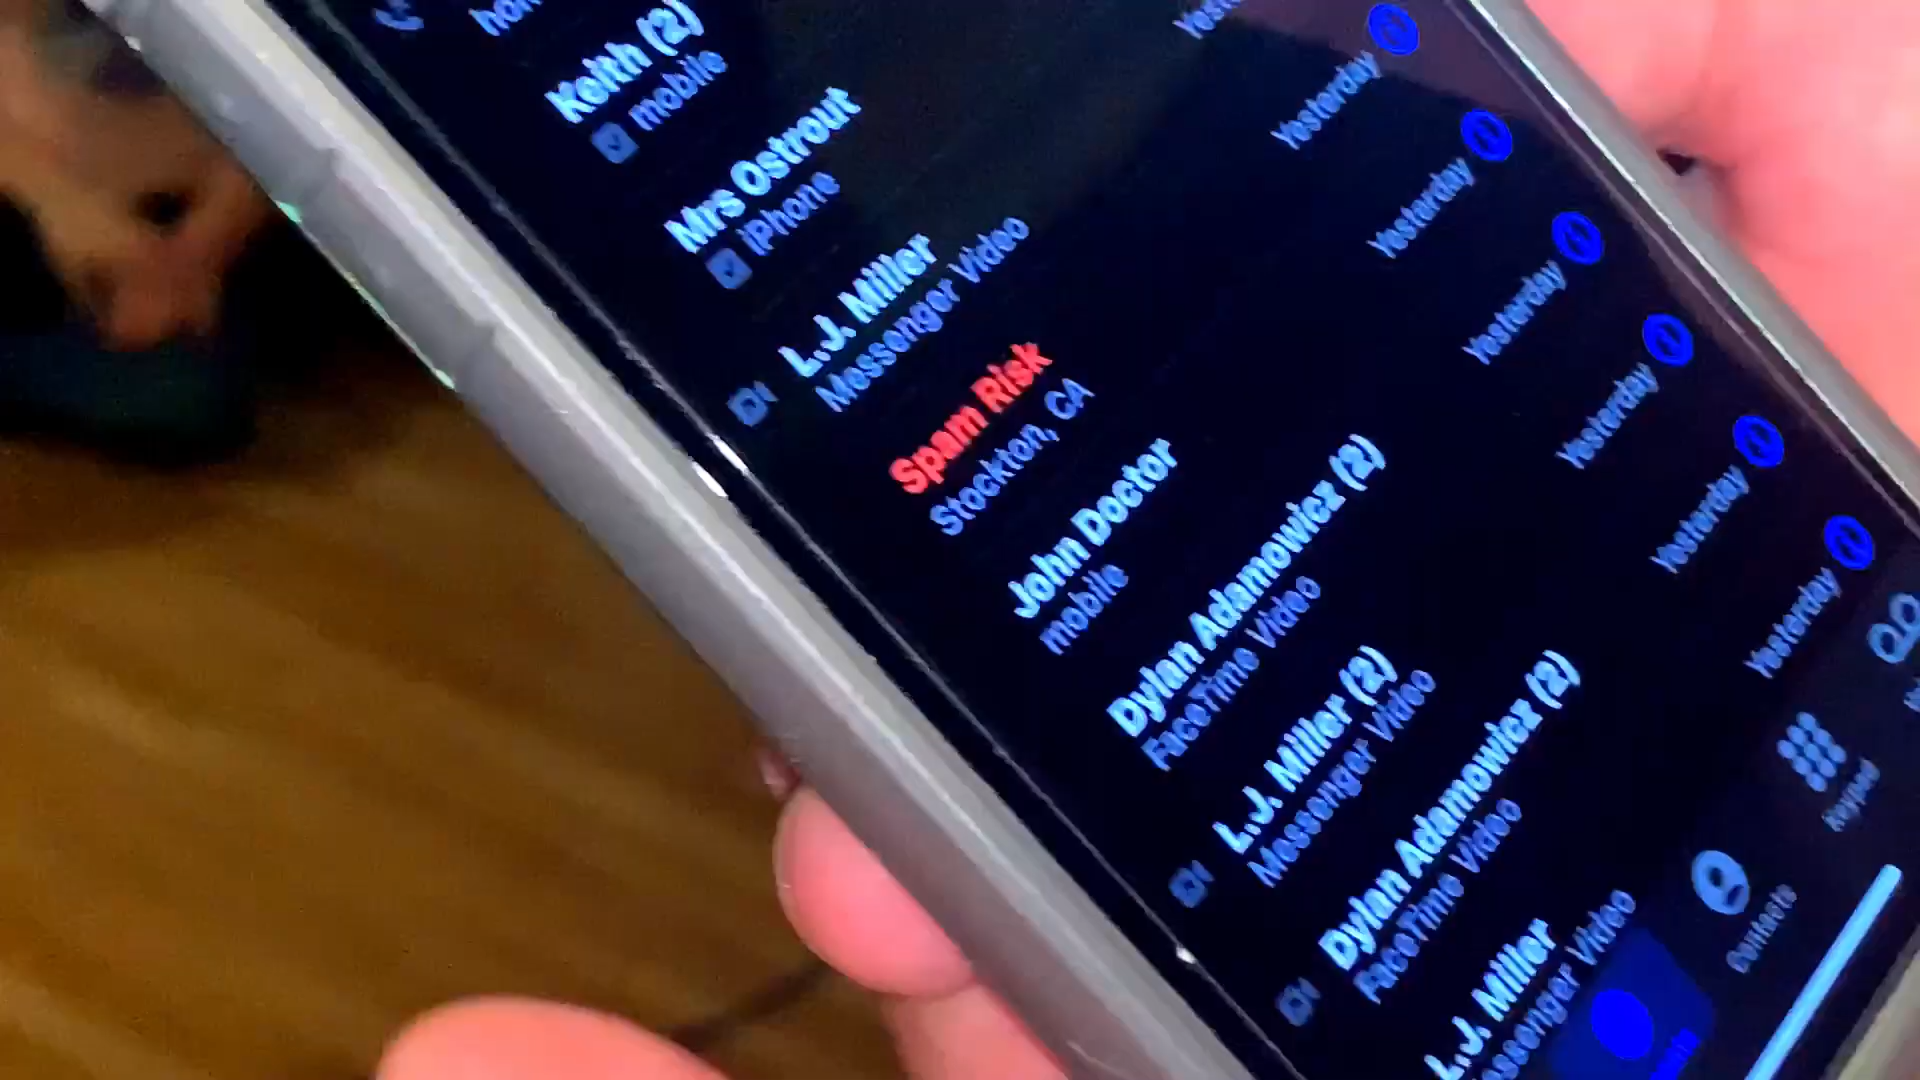 Keith (2)
mobile
Yesterday
Mrs Ostrout
iPhone
Yesterday
L.J. Miller
Messenger Video
Yesterday
Spam Risk
Stockton, CA
Yesterday
John Doctor
mobile
Yesterday
Dylan Adamowicz (2)
FaceTime Video
Yesterday
L.J. Miller (2)
Messenger Video
Dylan Adamowicz (2)
FaceTime Video
L.J. Miller
Messenger Video
Contacts
Keypad